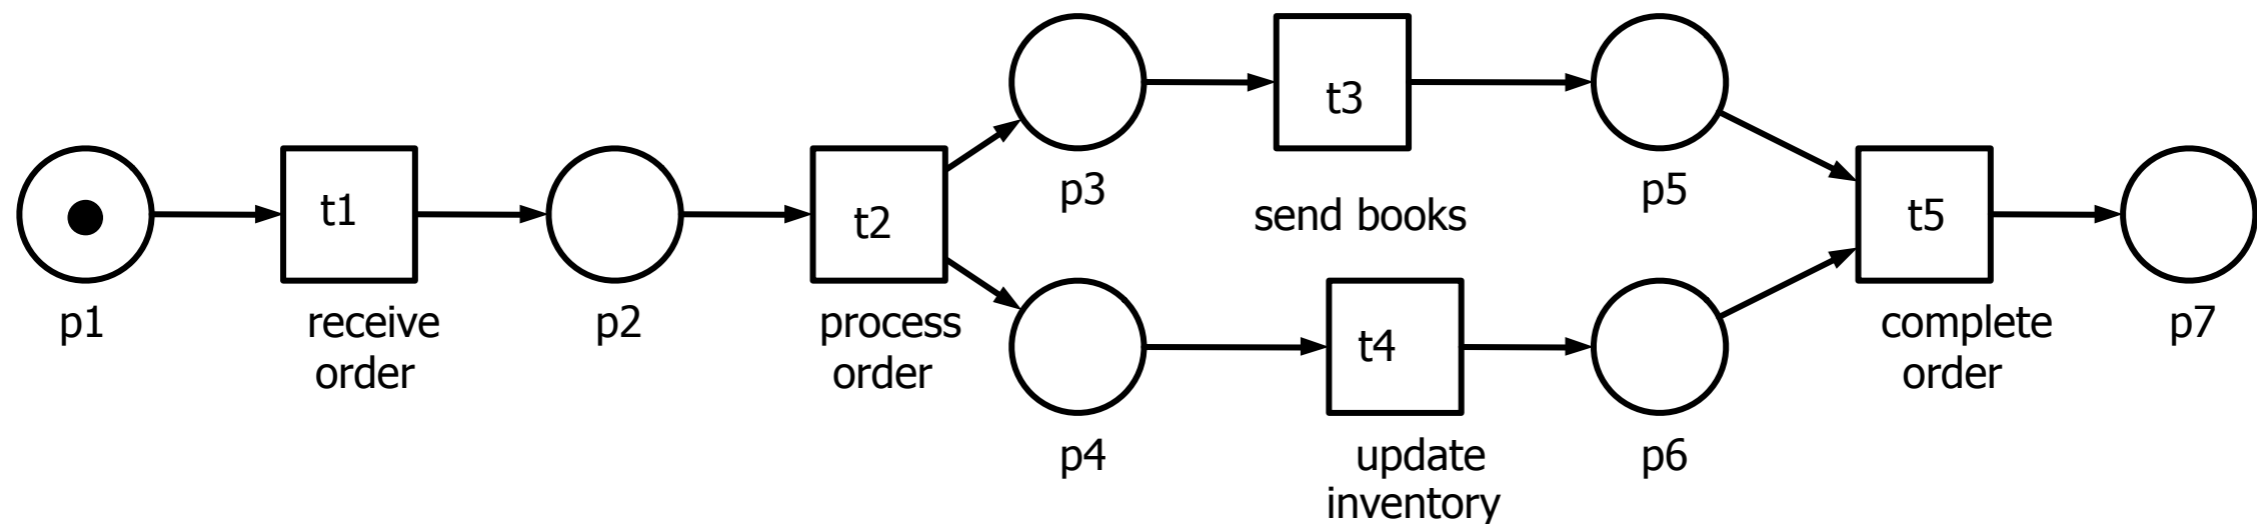 t3
p3
send books
p5
t1
t2
t5
p1
receive
order
p2
process
order
t4
complete
order
p7
p4
update
inventory
p6